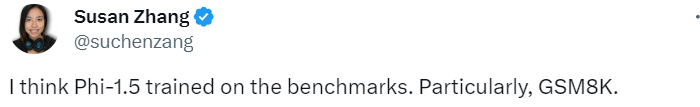 Susan Zhang
@suchenzang
I think Phi-1.5 trained on the benchmarks. Particularly, GSM8K.